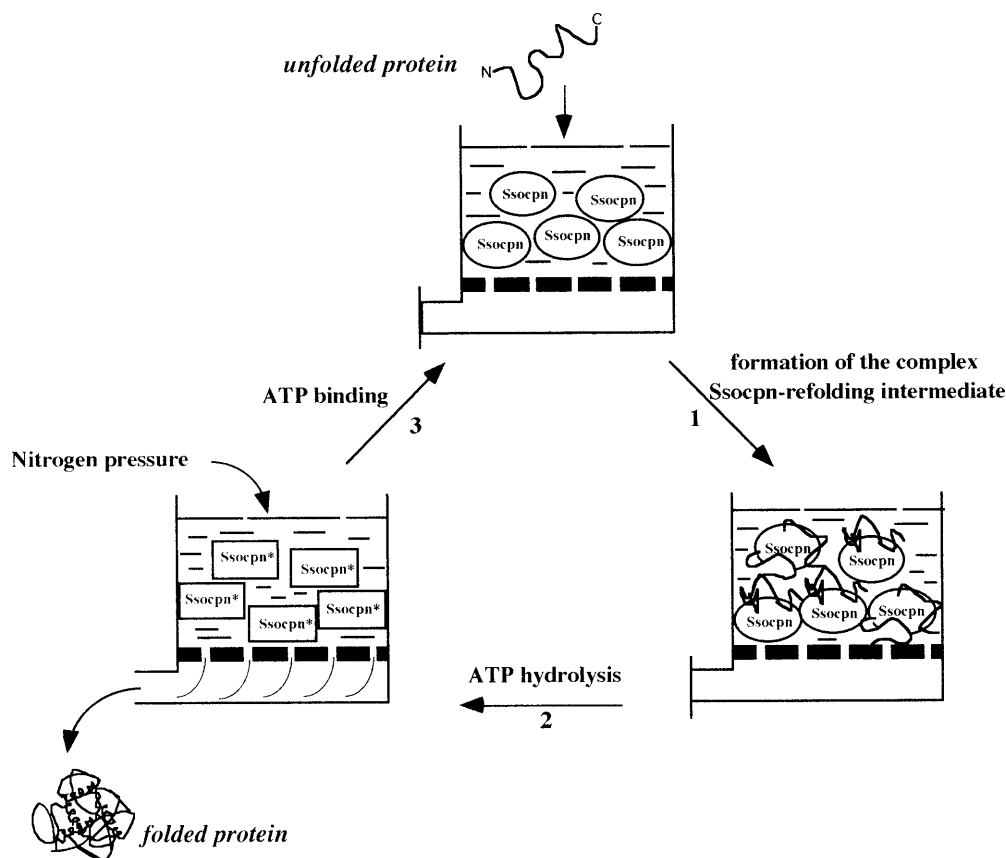 C
unfolded protein
N
Ssocpn
Ssocpn
Ssocpn
Ssocpn
Ssocpn
formation of the complex
Ssocpn-refolding intermediate
1
ATP binding
3
Nitrogen pressure
Ssocpn*
Ssocpn*
Ssocpn*
Ssocpn*
Ssocpn*
Ssocpn
Ssocpn
Ssocpn
Ssocpn
Ssocpn
ATP hydrolysis
2
folded protein